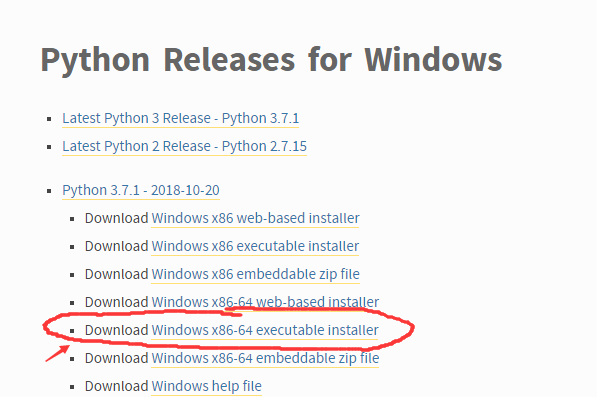 Python Releases for Windows
Latest Python 3 Release - Python 3.7.1
Latest Python 2 Release - Python 2.7.15
Python 3.7.1 - 2018-10-20
Download Windows x86 web-based installer
Download Windows x86 executable installer
Download Windows x86 embeddable zip file
Download Windows x86-64 web-based installer
Download Windows x86-64 executable installer
Download Windows x86-64 embeddable zip file
Download Windows help file